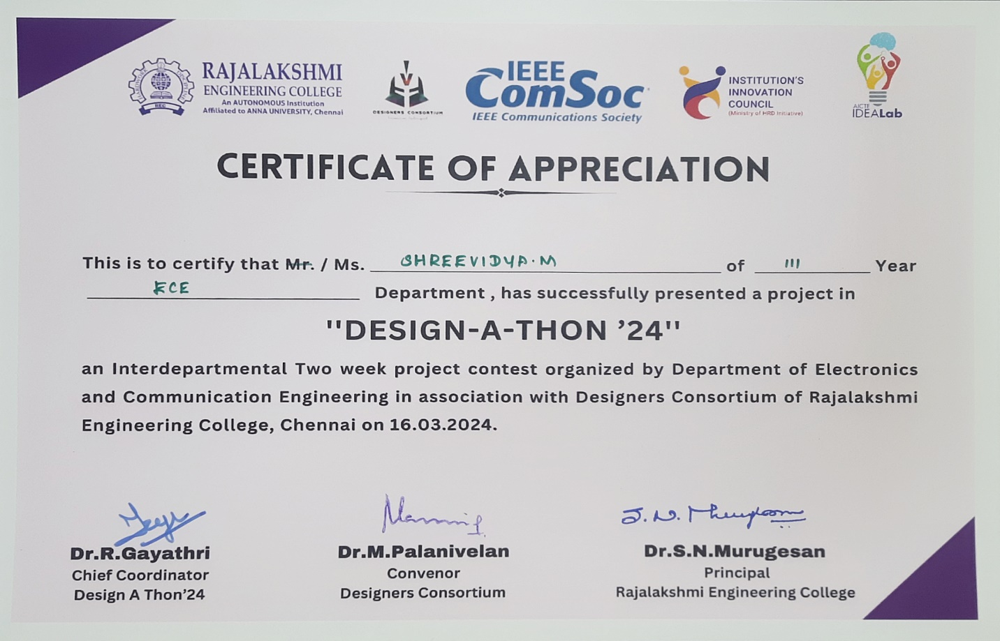 RAJALAKSHMI
ENGINEERING COLLEGE
An AUTONOMOUS Institution
Affiliated to ANNA UNIVERSITY, Chennai
REC
DESIGNERS CONSORTIUM
IEEE
ComSoc
IEEE Communications Society
INSTITUTION'S
INNOVATION
COUNCIL
(Ministry of HRD Initiative)
AICTE
IDEALab
CERTIFICATE OF APPRECIATION
This is to certify that Mr. / Ms. SHREEVIDYA.M of III Year
ECE Department , has successfully presented a project in
"DESIGN-A-THON ’24"
an Interdepartmental Two week project contest organized by Department of Electronics
and Communication Engineering in association with Designers Consortium of Rajalakshmi
Engineering College, Chennai on 16.03.2024.
Dr.R.Gayathri
Chief Coordinator
Design A Thon’24
Dr.M.Palanivelan
Convenor
Designers Consortium
Dr.S.N.Murugesan
Principal
Rajalakshmi Engineering College